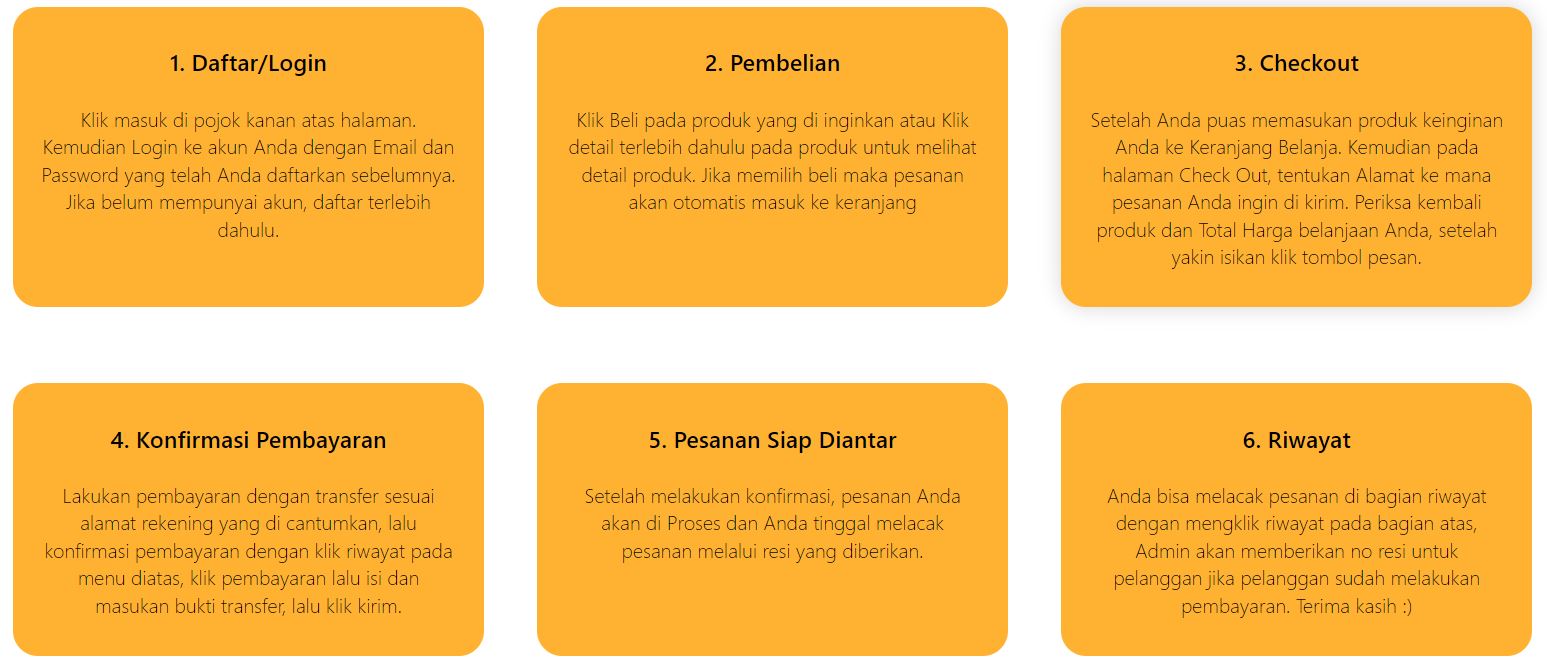 1. Daftar/Login
Klik masuk di pojok kanan atas halaman.
Kemudian Login ke akun Anda dengan Email dan
Password yang telah Anda daftarkan sebelumnya.
Jika belum mempunyai akun, daftar terlebih
dahulu.
2. Pembelian
Klik Beli pada produk yang di inginkan atau Klik
detail terlebih dahulu pada produk untuk melihat
detail produk. Jika memilih beli maka pesanan
akan otomatis masuk ke keranjang
3. Checkout
Setelah Anda puas memasukan produk keinginan
Anda ke Keranjang Belanja. Kemudian pada
halaman Check Out, tentukan Alamat ke mana
pesanan Anda ingin di kirim. Periksa kembali
produk dan Total Harga belanjaan Anda, setelah
yakin isikan klik tombol pesan.
4. Konfirmasi Pembayaran
Lakukan pembayaran dengan transfer sesuai
alamat rekening yang di cantumkan, lalu
konfirmasi pembayaran dengan klik riwayat pada
menu diatas, klik pembayaran lalu isi dan
masukan bukti transfer, lalu klik kirim.
5. Pesanan Siap Diantar
Setelah melakukan konfirmasi, pesanan Anda
akan di Proses dan Anda tinggal melacak
pesanan melalui resi yang diberikan.
6. Riwayat
Anda bisa melacak pesanan di bagian riwayat
dengan mengklik riwayat pada bagian atas,
Admin akan memberikan no resi untuk
pelanggan jika pelanggan sudah melakukan
pembayaran. Terima kasih :)